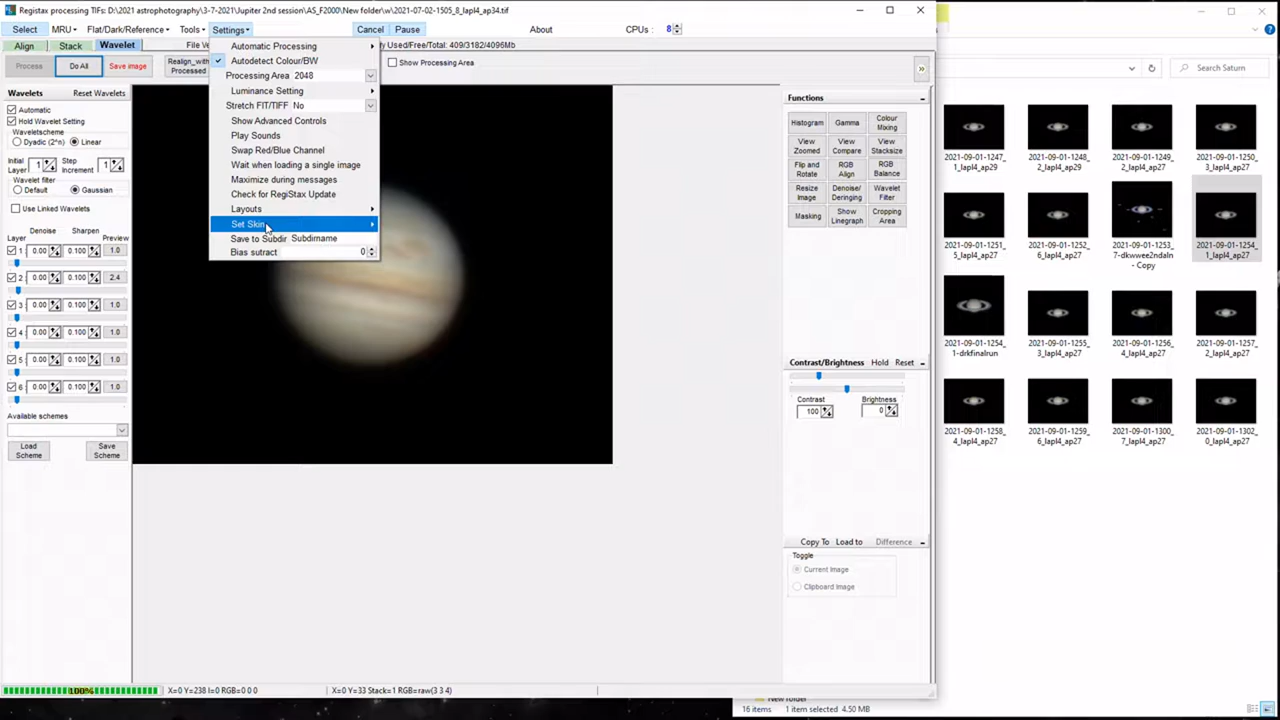 Registax processing TIFs: D:\2021 astrophotography\3-7-2021\Jupiter 2nd session\AS_F2000\New folder\w\2021-07-02-1505_8_lapl4_ap34.tif
Select MRU Flat/Dark/Reference Tools Settings Cancel Pause About CPUs: 8
Align Stack Wavelet File Ve y Used/Free/Total: 409/3182/4096Mb
Process Do All Save image Realign_with Processed Show Processing Area »
Automatic Processing
Autodetect Colour/BW
Processing Area 2048
Luminance Setting
Stretch FIT/TIFF No
Show Advanced Controls
Play Sounds
Swap Red/Blue Channel
Wait when loading a single image
Maximize during messages
Check for RegiStax Update
Layouts
Set Skin
Save to Subdir Subdirname
Bias sutract 0
Wavelets Reset Wavelets
Automatic
Hold Wavelet Setting
Waveletscheme
Dyadic (2^n) Linear
Initial Layer 1 Step Increment 1
Wavelet filter
Default Gaussian
Use Linked Wavelets
Denoise Sharpen
Layer Preview
1 0.00 0.100 1.0
2 0.00 0.100 2.4
3 0.00 0.100 1.0
4 0.00 0.100 1.0
5 0.00 0.100 1.0
6 0.00 0.100 1.0
Available schemes
Load Scheme Save Scheme
Functions
Histogram Gamma Colour Mixing
View Zoomed View Compare View Stacksize
Flip and Rotate RGB Align RGB Balance
Resize Image Denoise/ Deringing Wavelet Filter
Masking Show Linegraph Cropping Area
Contrast/Brightness Hold Reset
Contrast Brightness
100 0
Copy To Load to Difference
Toggle
Current Image
Clipboard Image
100%
X=0 Y=238 I=0 RGB=0 0 0 X=0 Y=33 Stack=1 RGB=raw(3 3 4)
Search Saturn
2021-09-01-1247_1_lapl4_ap29
2021-09-01-1248_2_lapl4_ap29
2021-09-01-1249_2_lapl4_ap27
2021-09-01-1250_3_lapl4_ap27
2021-09-01-1251_5_lapl4_ap27
2021-09-01-1252_6_lapl4_ap27
2021-09-01-1253_7-dkwwee2ndaln - Copy
2021-09-01-1254_1_lapl4_ap27
2021-09-01-1254_1-drkfinalrun
2021-09-01-1255_3_lapl4_ap27
2021-09-01-1256_4_lapl4_ap27
2021-09-01-1257_2_lapl4_ap27
2021-09-01-1258_4_lapl4_ap27
2021-09-01-1259_6_lapl4_ap27
2021-09-01-1300_7_lapl4_ap27
2021-09-01-1302_0_lapl4_ap27
New folder
16 items 1 item selected 4.50 MB